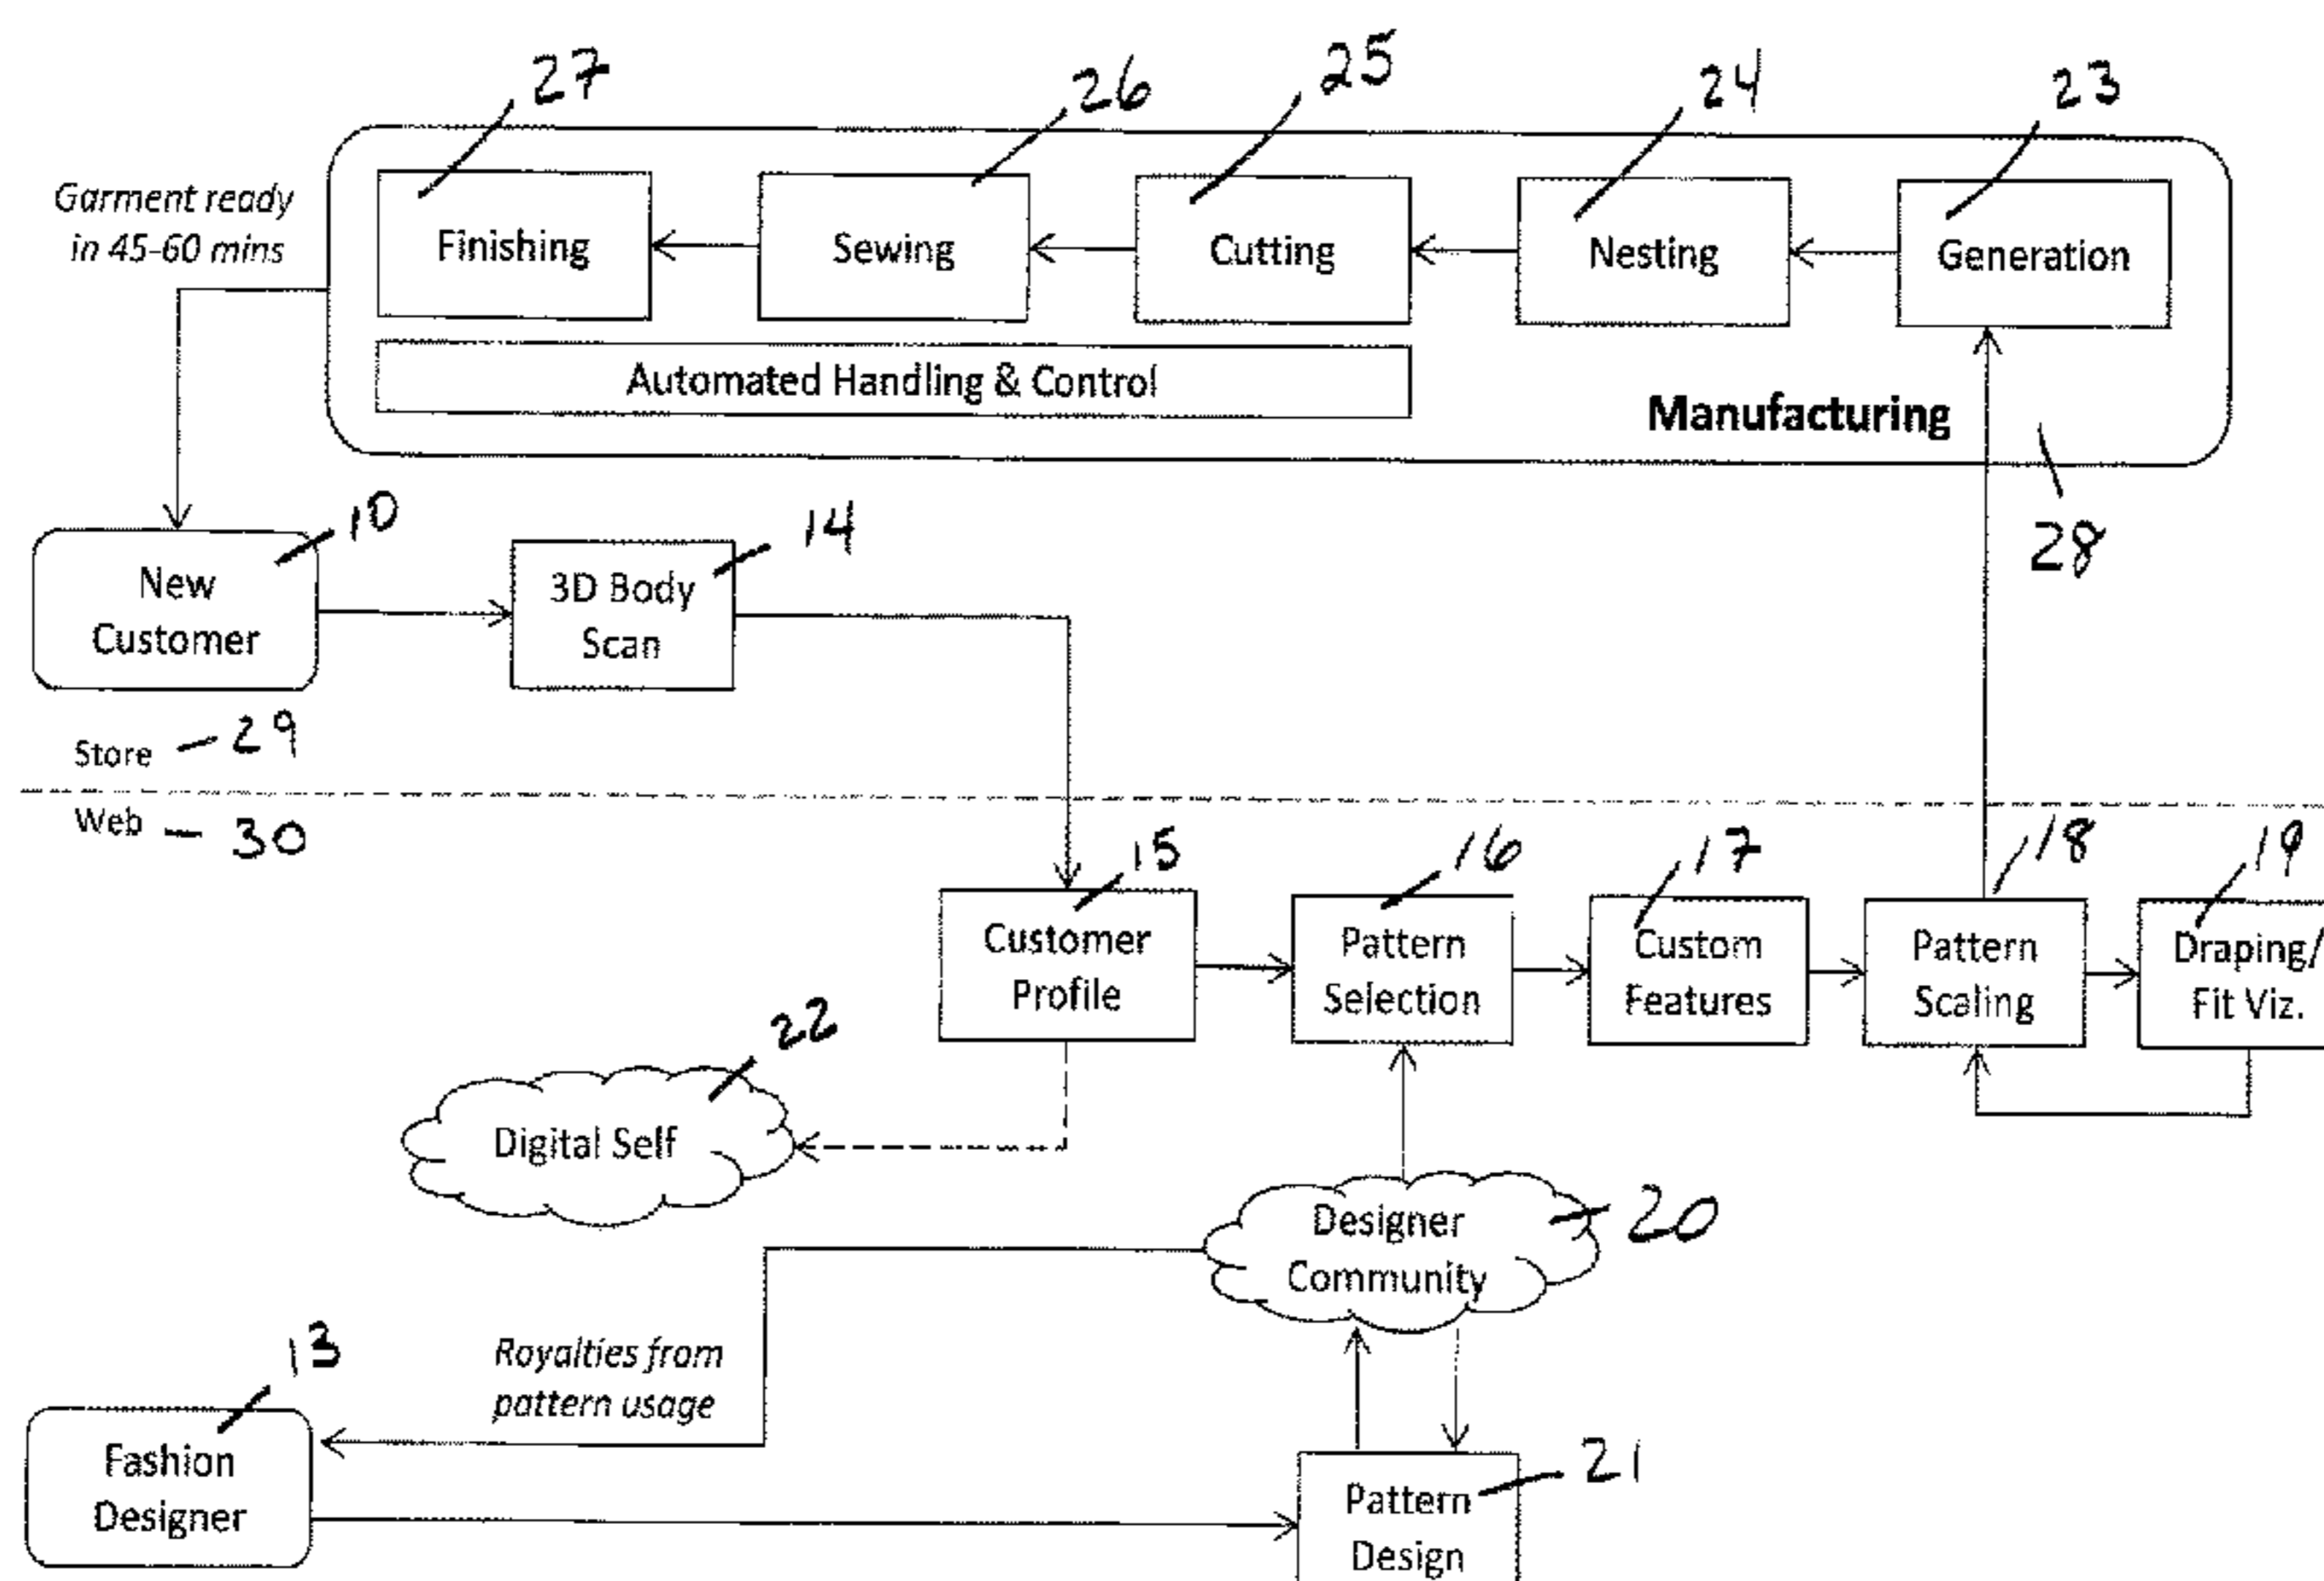 27
26
25
24
23
Garment ready
in 45-60 mins
Finishing
Sewing
Cutting
Nesting
Generation
Automated Handling & Control
Manufacturing
28
10
New
Customer
14
3D Body
Scan
Store
29
Web
30
15
Customer
Profile
16
Pattern
Selection
17
Custom
Features
18
Pattern
Scaling
19
Draping/
Fit Viz.
22
Digital Self
20
Designer
Community
Royalties from
pattern usage
13
Fashion
Designer
21
Pattern
Design